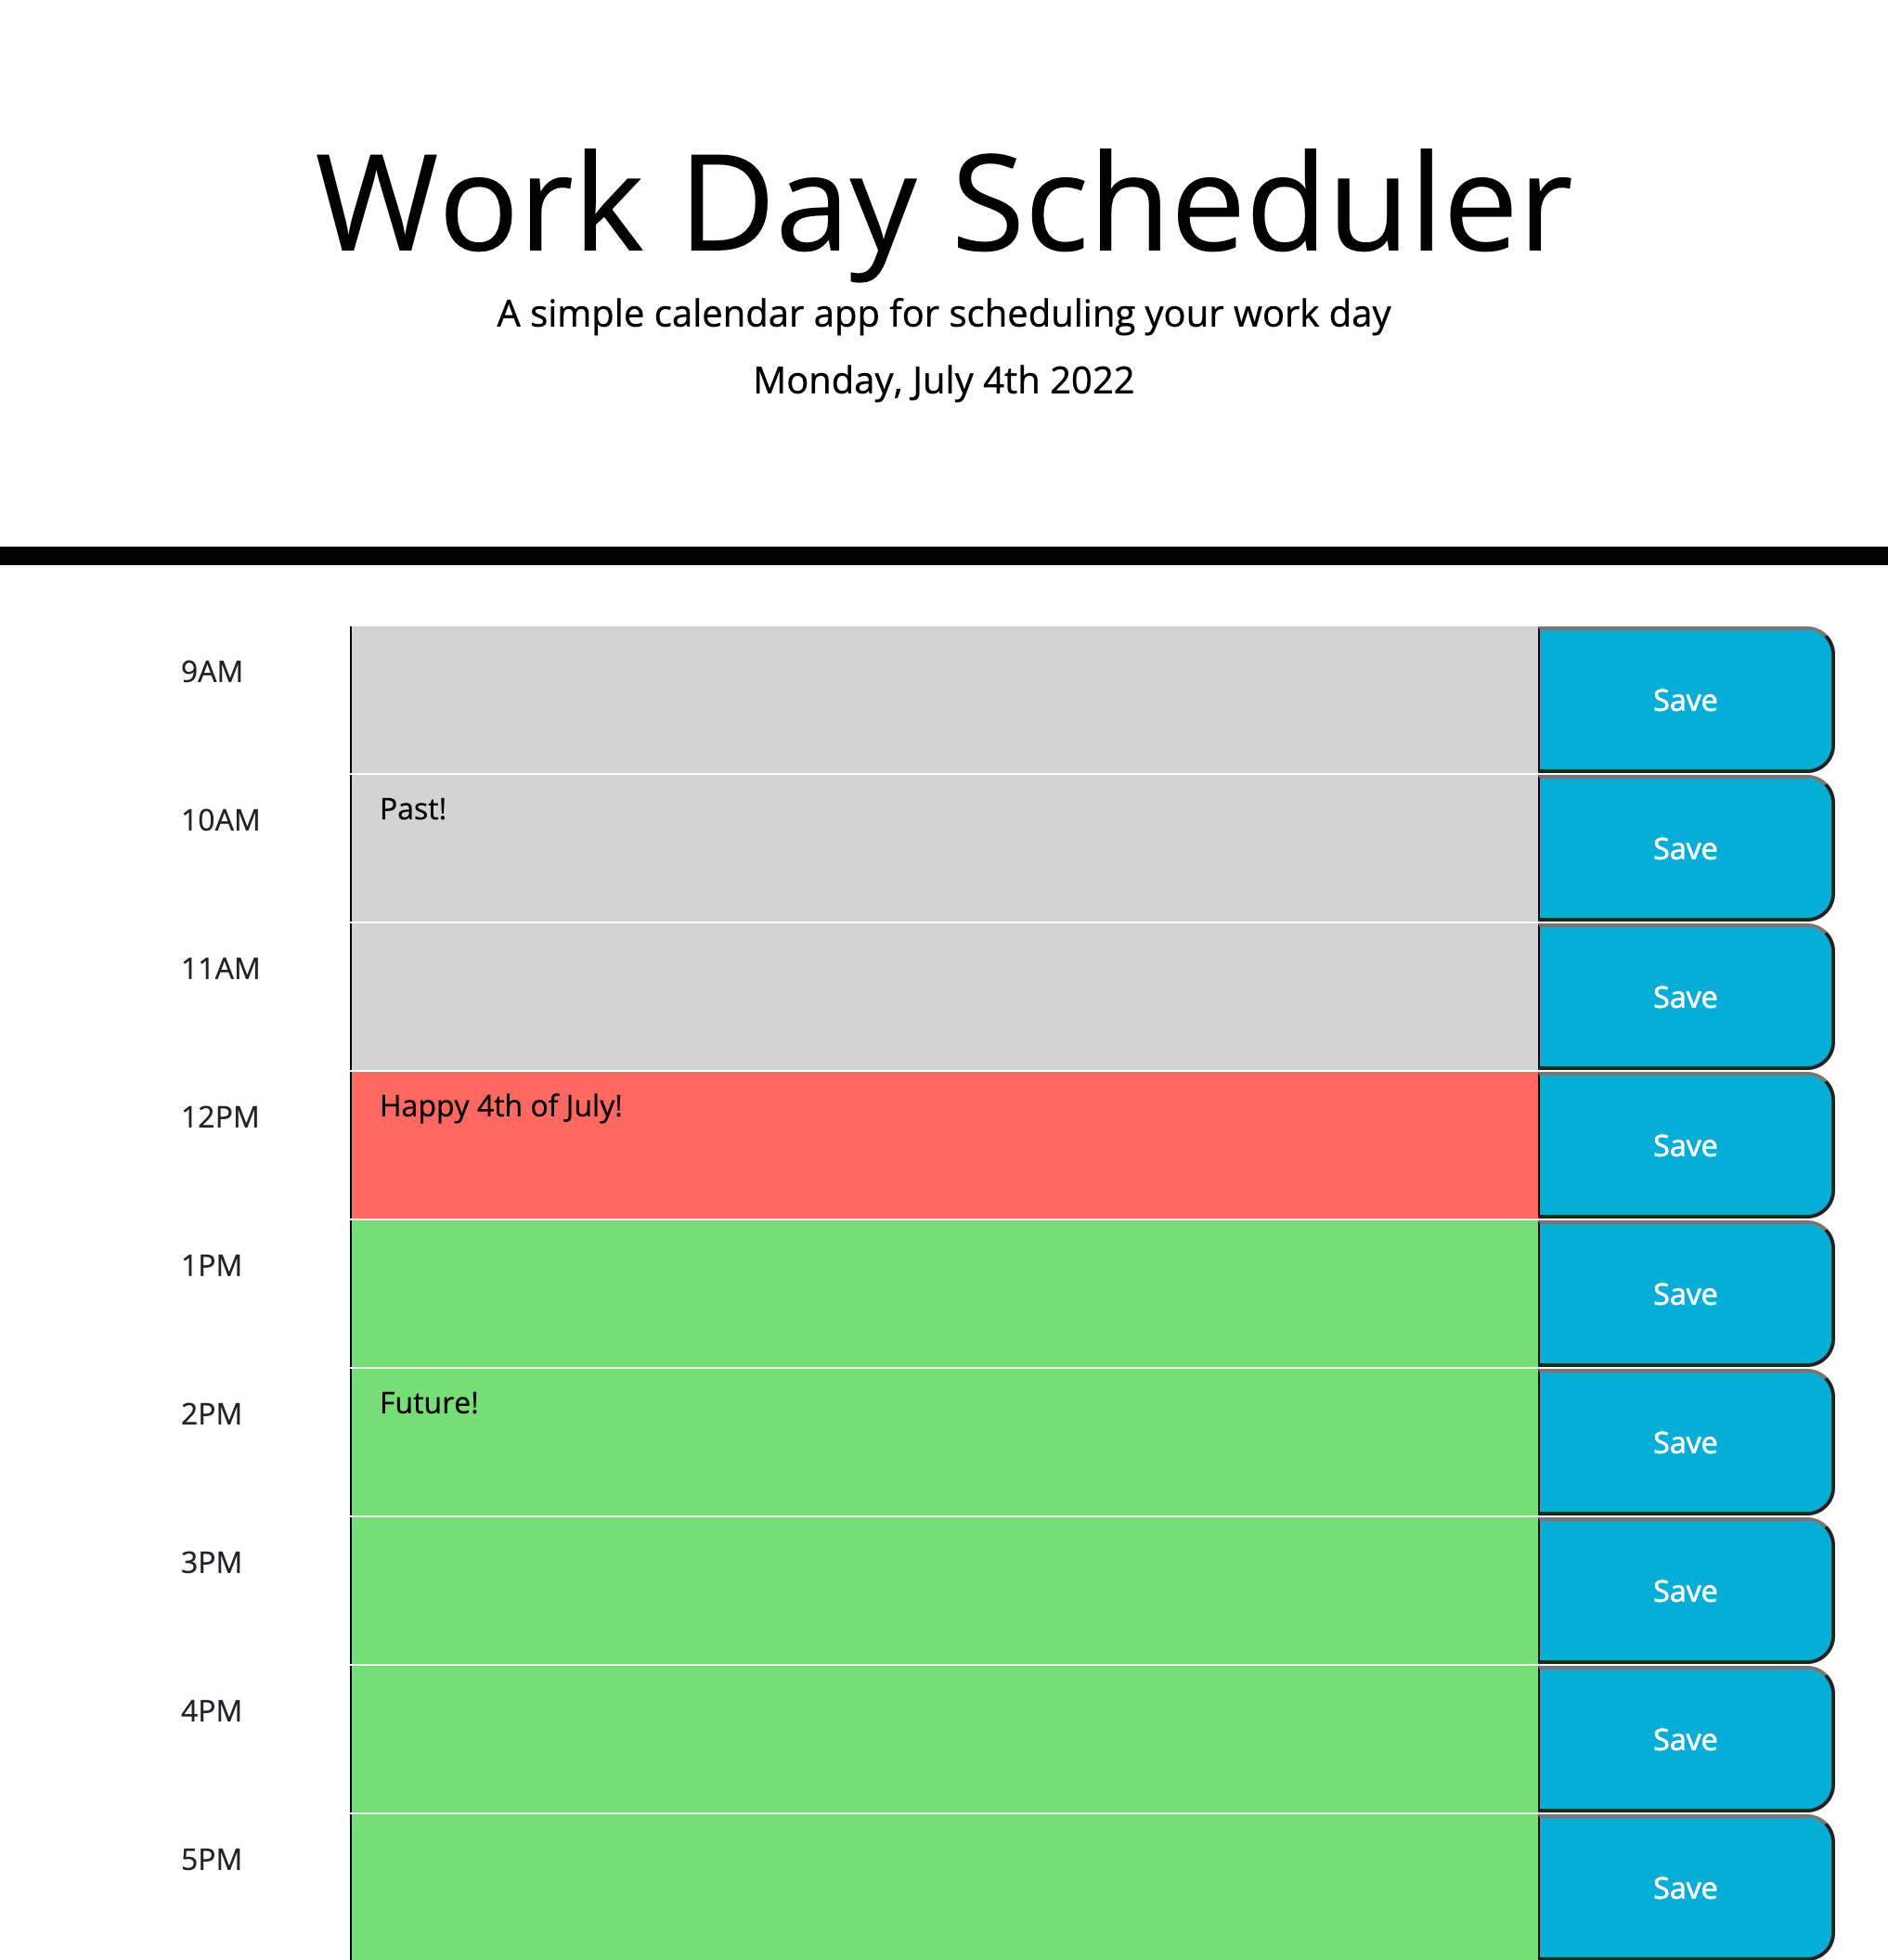 Work Day Scheduler
A simple calendar app for scheduling your work day
Monday, July 4th 2022
9AM
Save
10AM
Past!
Save
11AM
Save
12PM
Happy 4th of July!
Save
1PM
Save
2PM
Future!
Save
3PM
Save
4PM
Save
5PM
Save